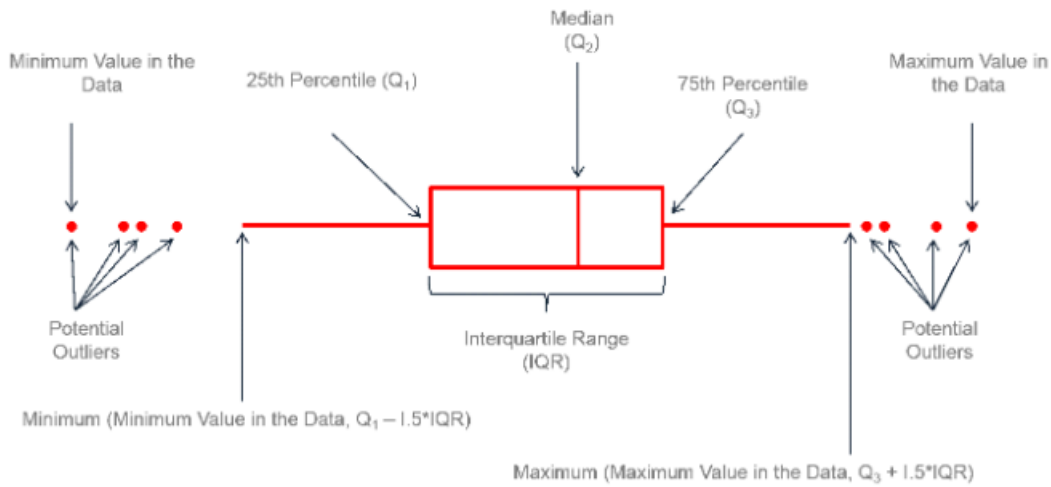 Median
(Q₂)
Minimum Value in the
Data
25th Percentile (Q₁)
75th Percentile
(Q₃)
Maximum Value in
the Data
Potential
Outliers
Interquartile Range
(IQR)
Potential
Outliers
Minimum (Minimum Value in the Data, Q₁ – I.5*IQR)
Maximum (Maximum Value in the Data, Q₃ + I.5*IQR)